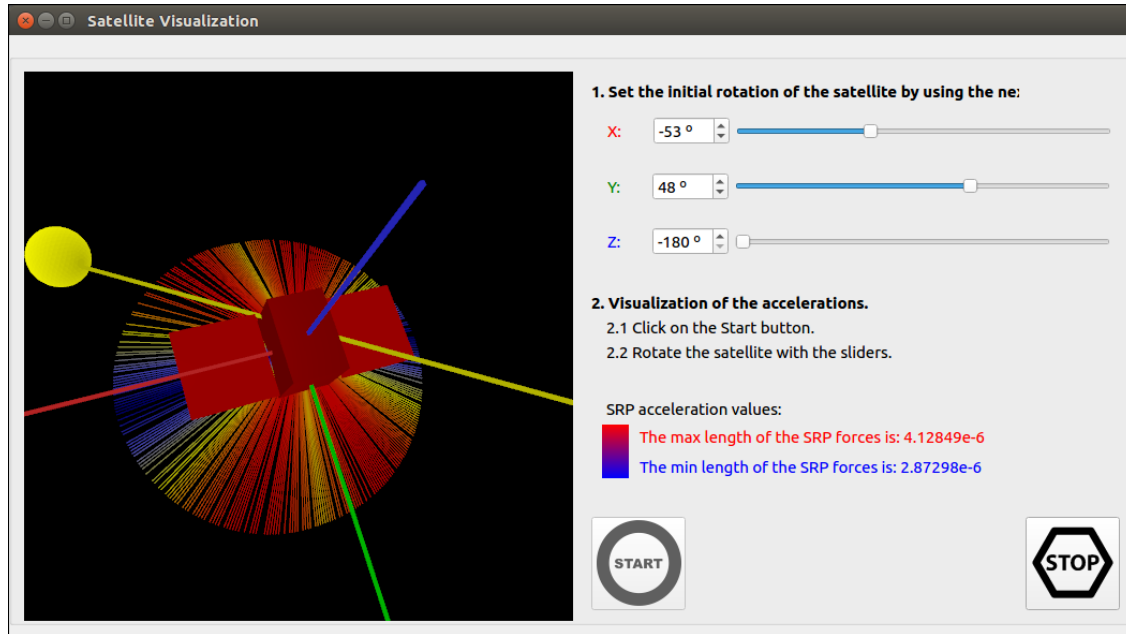 Satellite Visualization
1. Set the initial rotation of the satellite by using the
X: -53 º
Y: 48 º
Z: -180 º
2. Visualization of the accelerations.
2.1 Click on the Start button.
2.2 Rotate the satellite with the sliders.
SRP acceleration values:
The max length of the SRP forces is: 4.12849e-6
The min length of the SRP forces is: 2.87298e-6
START
STOP